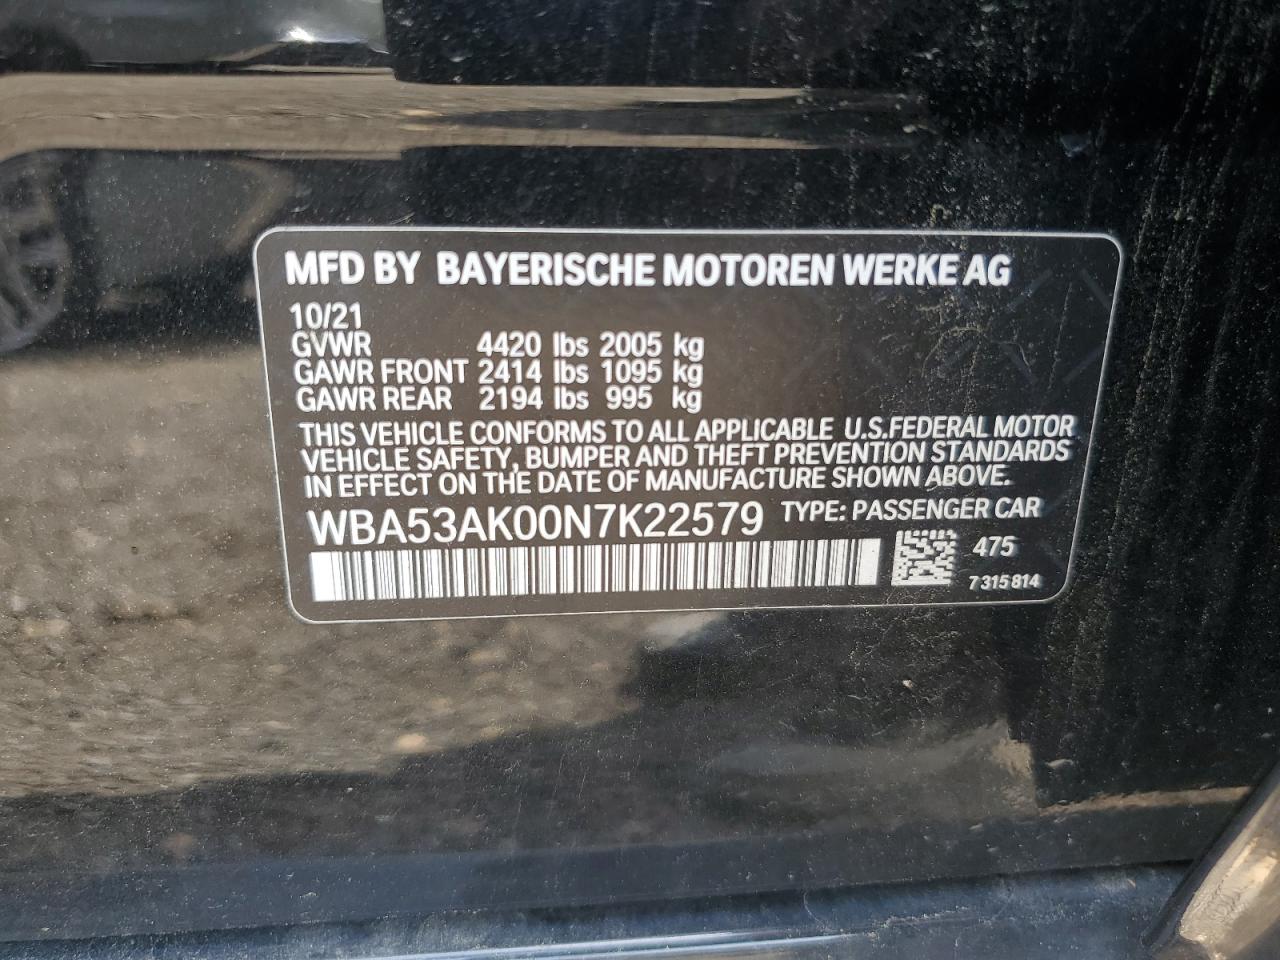 MFD BY BAYERISCHE MOTOREN WERKE AG
10/21
GVWR 4420 lbs 2005 kg
GAWR FRONT 2414 lbs 1095 kg
GAWR REAR 2194 lbs 995 kg
THIS VEHICLE CONFORMS TO ALL APPLICABLE U.S.FEDERAL MOTOR
VEHICLE SAFETY, BUMPER AND THEFT PREVENTION STANDARDS
IN EFFECT ON THE DATE OF MANUFACTURE SHOWN ABOVE.
WBA53AK00N7K22579 TYPE: PASSENGER CAR
475
7 315 814